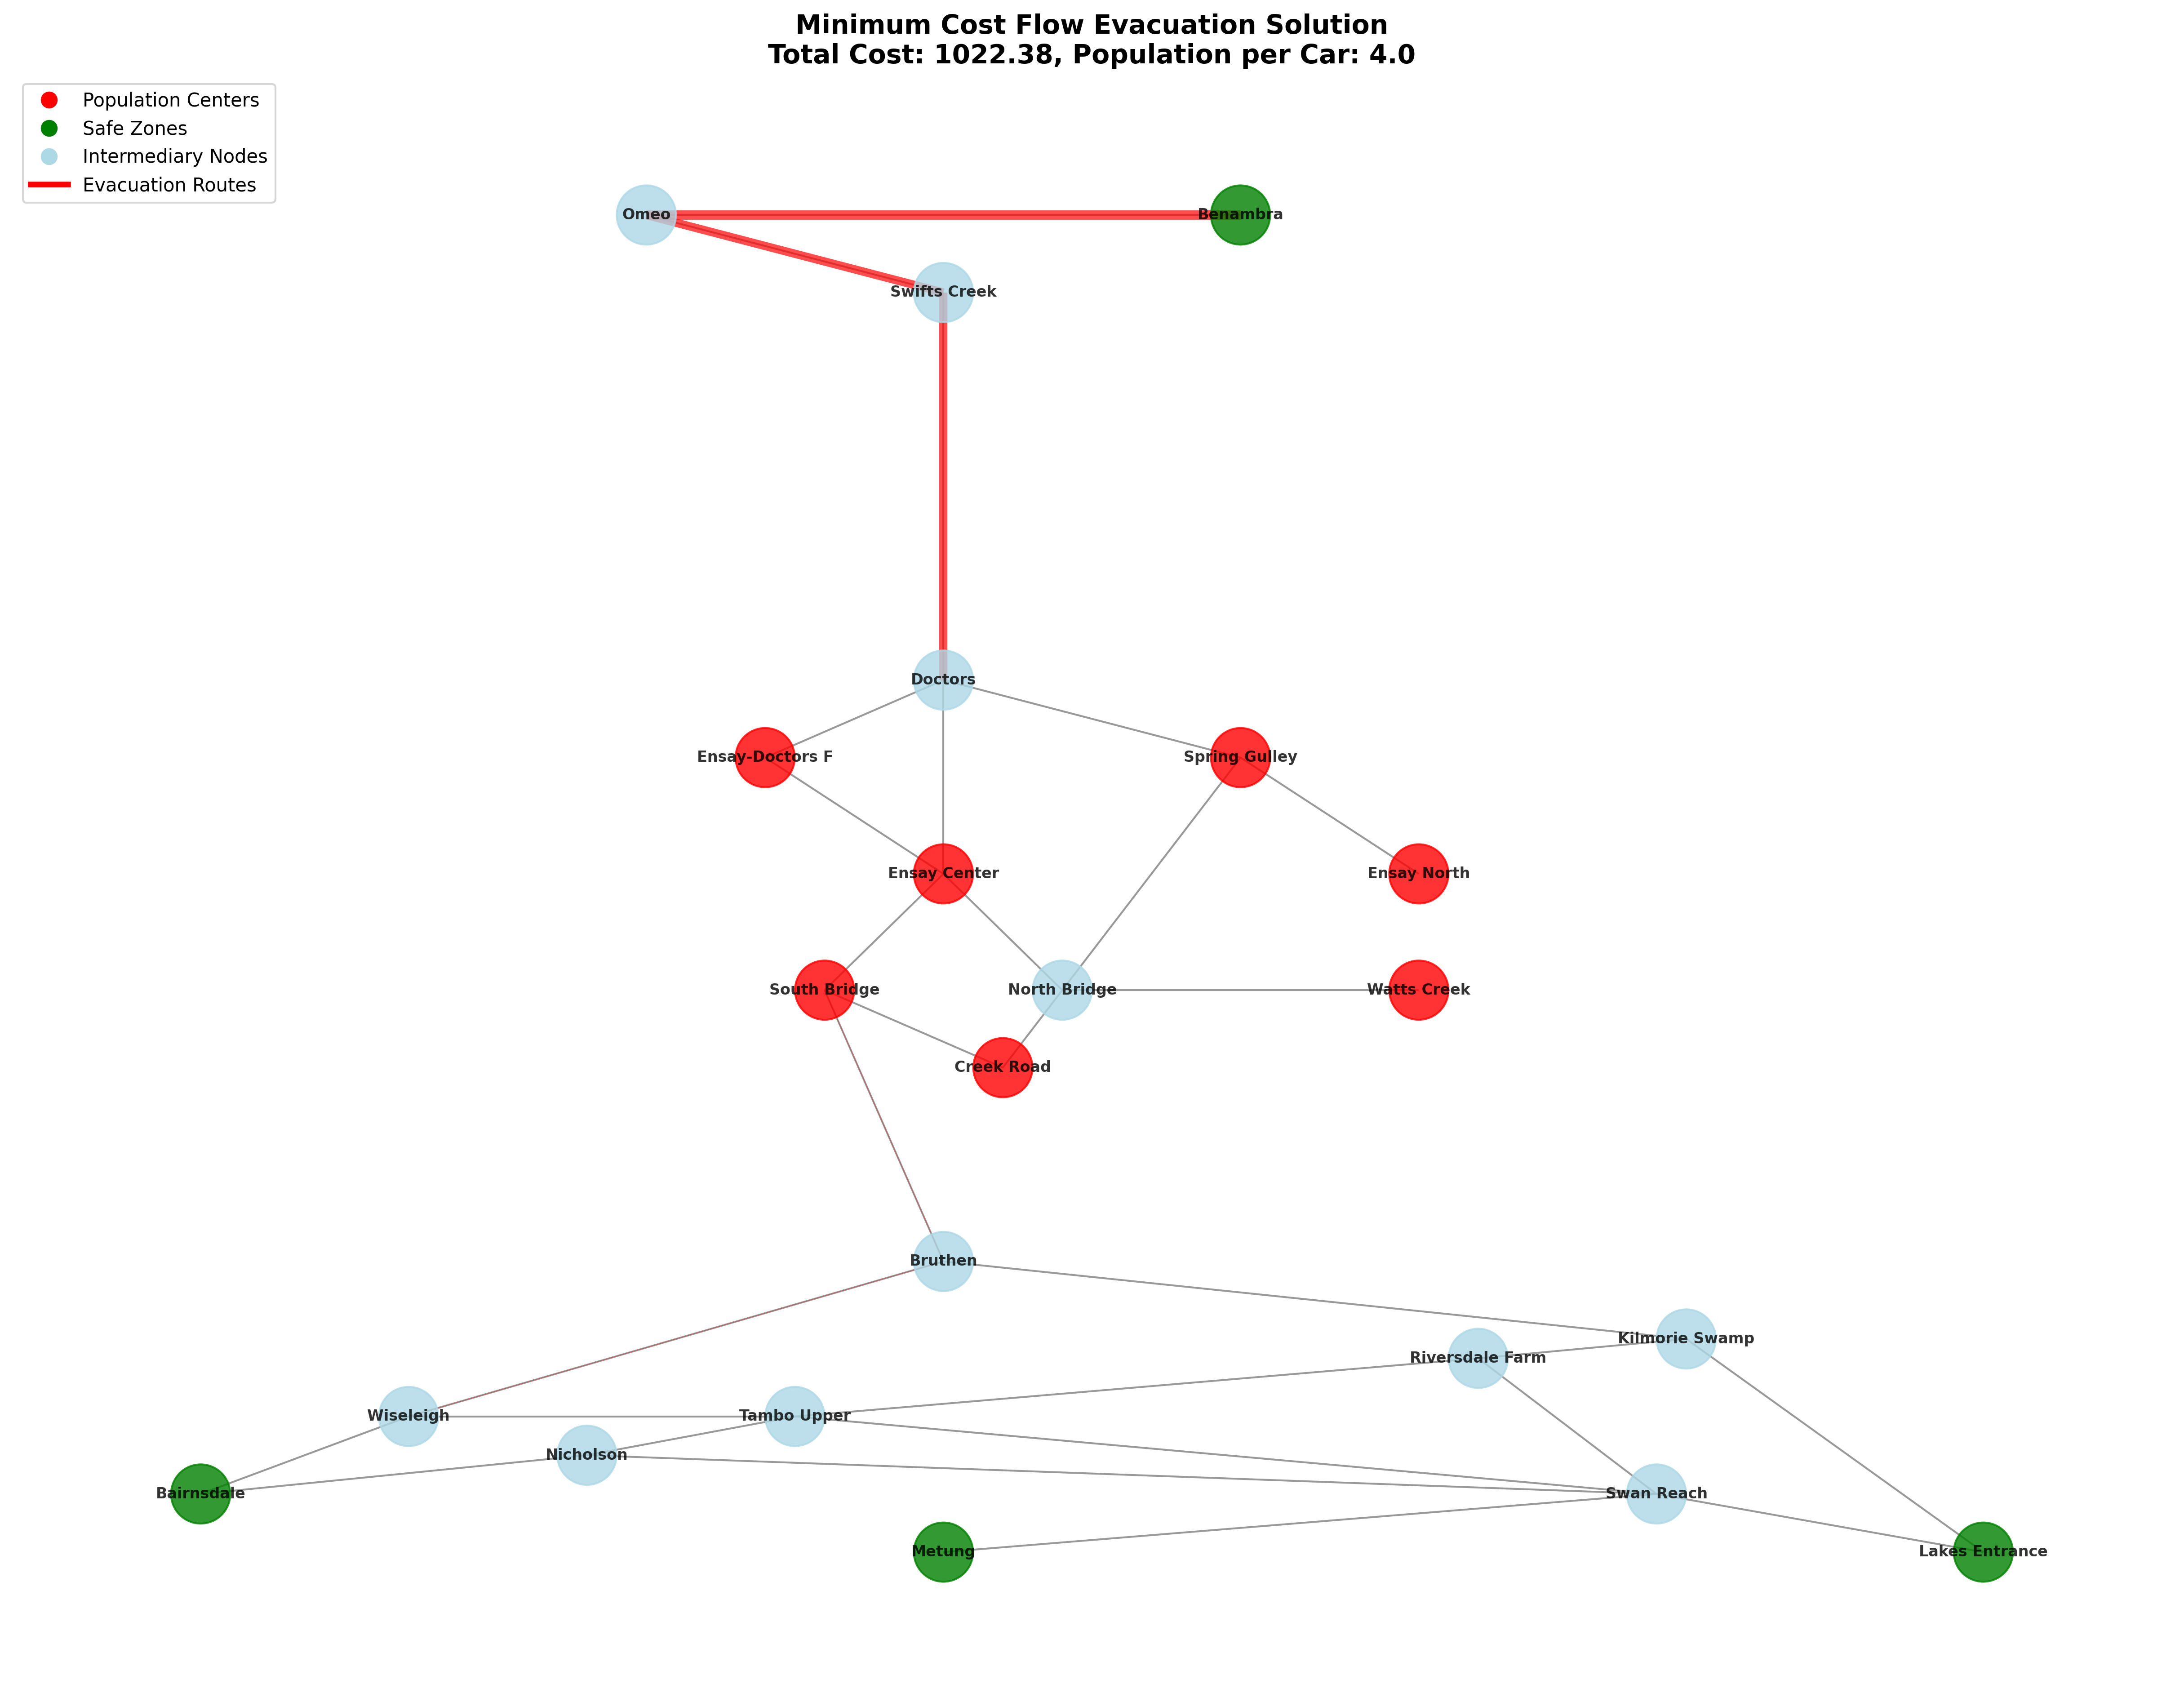 Minimum Cost Flow Evacuation Solution
Total Cost: 1022.38, Population per Car: 4.0
Population Centers
Safe Zones
Intermediary Nodes
Evacuation Routes
Omeo
Benambra
Swifts Creek
Doctors
Ensay-Doctors F
Spring Gulley
Ensay Center
Ensay North
South Bridge
North Bridge
Watts Creek
Creek Road
Bruthen
Kilmorie Swamp
Riversdale Farm
Wiseleigh
Tambo Upper
Nicholson
Bairnsdale
Swan Reach
Metung
Lakes Entrance